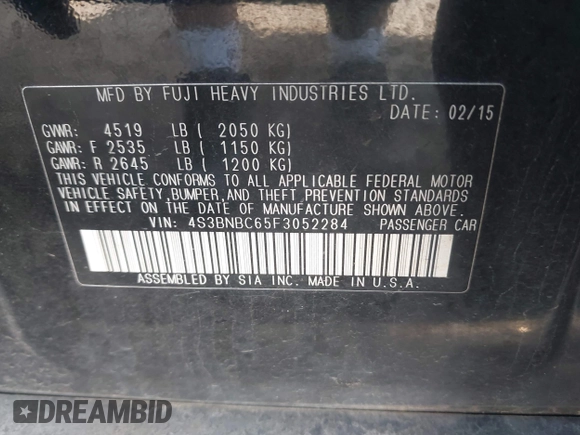 MFD BY FUJI HEAVY INDUSTRIES LTD.
DATE: 02/15
GVWR: 4519 LB ( 2050 KG)
GAWR: F 2535 LB ( 1150 KG)
GAWR: R 2645 LB ( 1200 KG)
THIS VEHICLE CONFORMS TO ALL APPLICABLE FEDERAL MOTOR
VEHICLE SAFETY,BUMPER,AND THEFT PREVENTION STANDARDS
IN EFFECT ON THE DATE OF MANUFACTURE SHOWN ABOVE.
VIN: 4S3BNBC65F3052284 PASSENGER CAR
ASSEMBLED BY SIA INC. MADE IN U.S.A.
DREAMBID